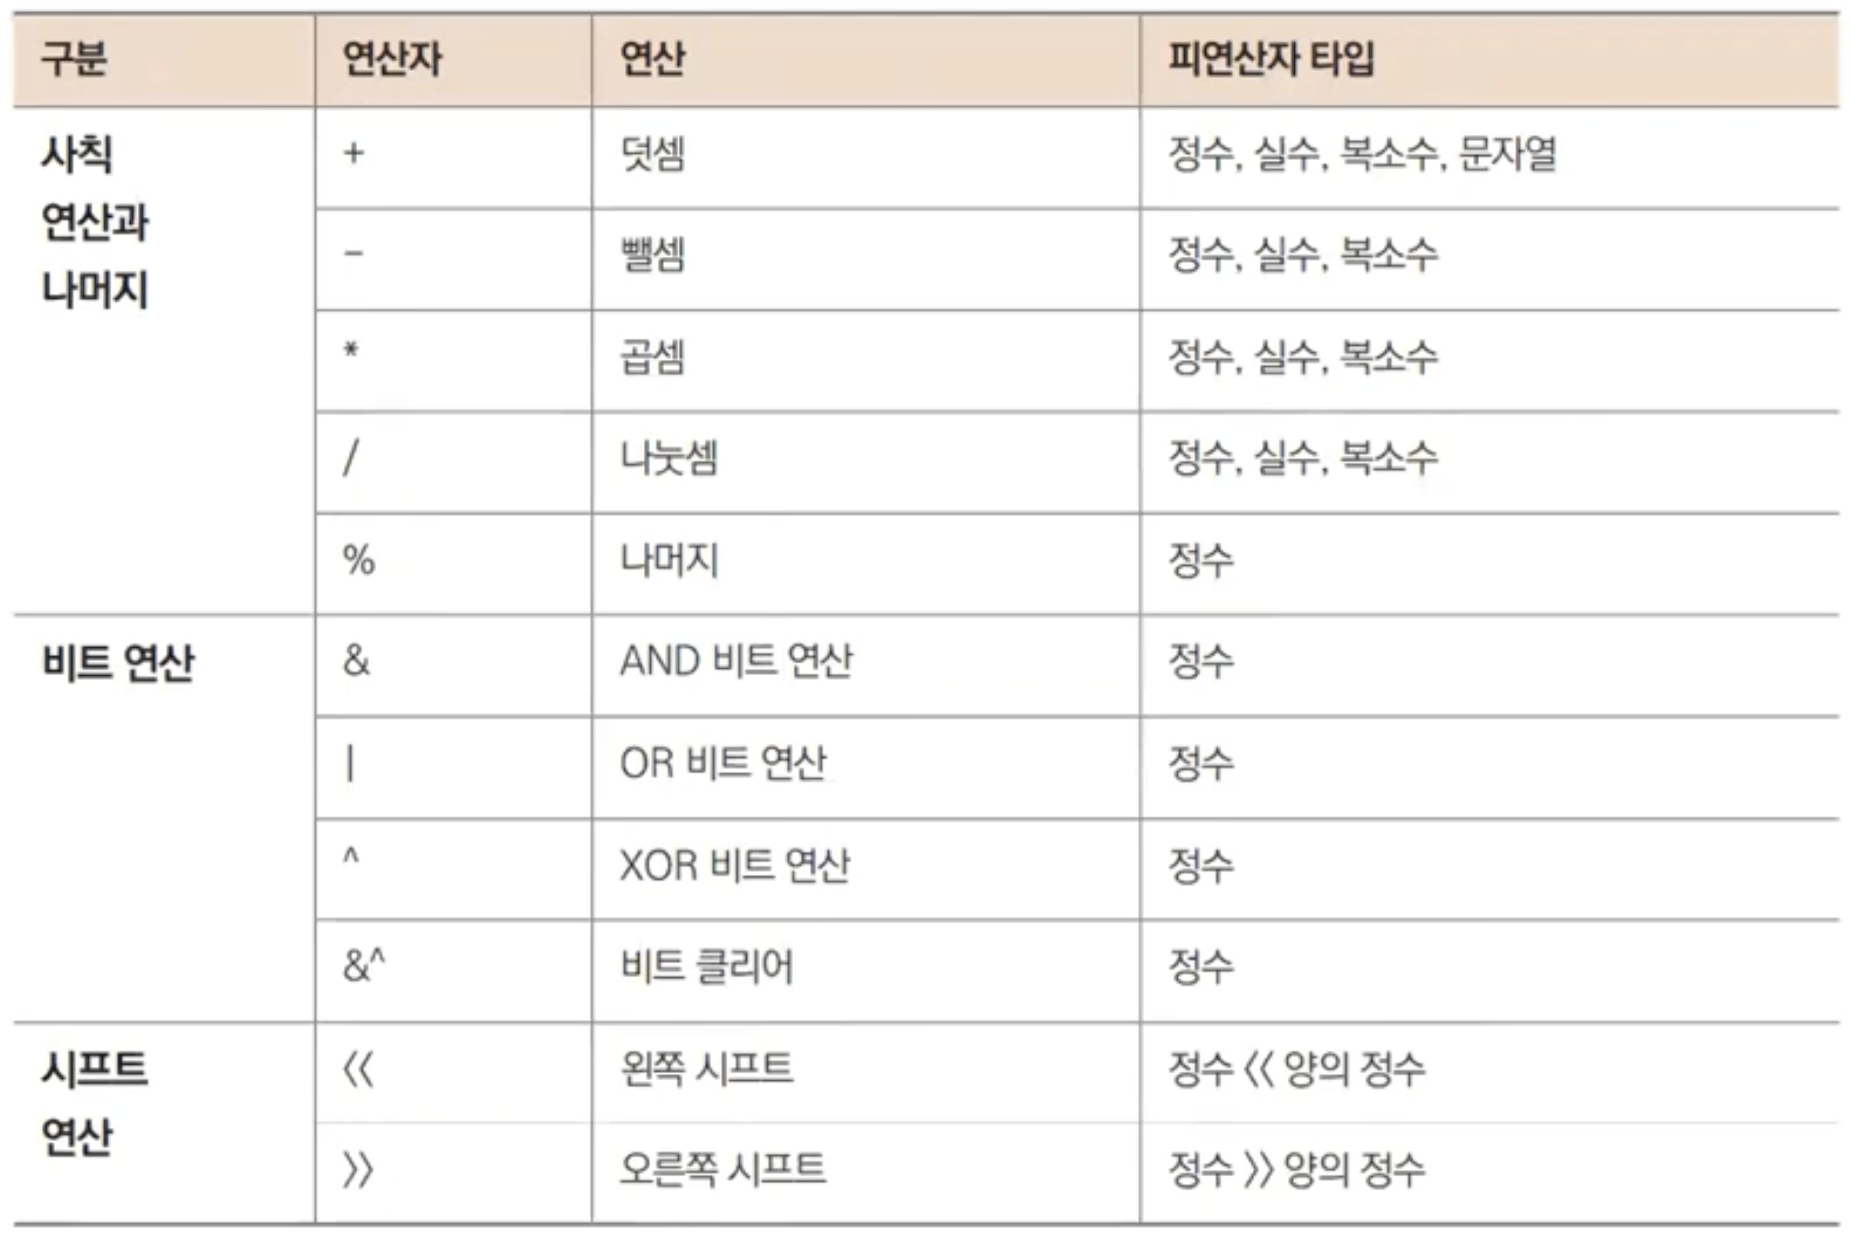 구분 연산자 연산 피연산자 타입
사칙 연산과 나머지 + 덧셈 정수, 실수, 복소수, 문자열
- 뺄셈 정수, 실수, 복소수
* 곱셈 정수, 실수, 복소수
/ 나눗셈 정수, 실수, 복소수
% 나머지 정수
비트 연산 & AND 비트 연산 정수
| OR 비트 연산 정수
^ XOR 비트 연산 정수
&^ 비트 클리어 정수
시프트 연산 << 왼쪽 시프트 정수 << 양의 정수
>> 오른쪽 시프트 정수 >> 양의 정수